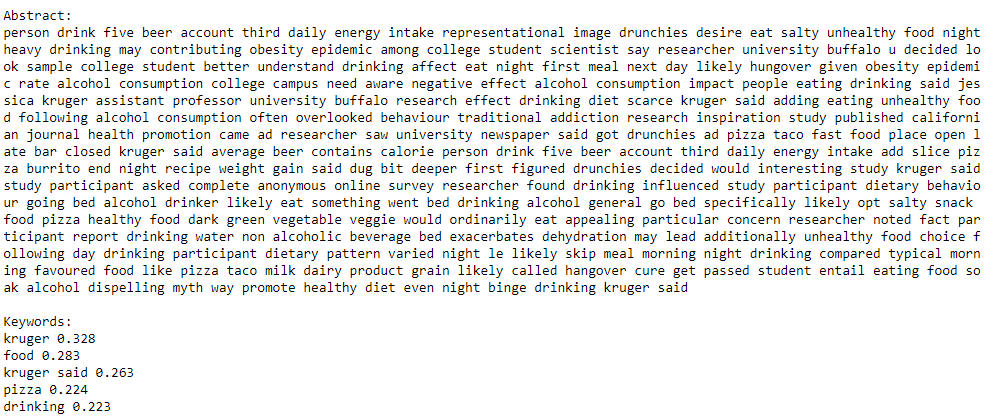 Abstract:
person drink five beer account third daily energy intake representational image drunchies desire eat salty unhealthy food night
heavy drinking may contributing obesity epidemic among college student scientist say researcher university buffalo u decided lo
ok sample college student better understand drinking affect eat night first meal next day likely hungover given obesity epidemi
c rate alcohol consumption college campus need aware negative effect alcohol consumption impact people eating drinking said jes
sica kruger assistant professor university buffalo research effect drinking diet scarce kruger said adding eating unhealthy foo
d following alcohol consumption often overlooked behaviour traditional addiction research inspiration study published californi
an journal health promotion came ad researcher saw university newspaper said got drunchies ad pizza taco fast food place open l
ate bar closed kruger said average beer contains calorie person drink five beer account third daily energy intake add slice piz
za burrito end night recipe weight gain said dug bit deeper first figured drunchies decided would interesting study kruger said
study participant asked complete anonymous online survey researcher found drinking influenced study participant dietary behavio
ur going bed alcohol drinker likely eat something went bed drinking alcohol general go bed specifically likely opt salty snack
food pizza healthy food dark green vegetable veggie would ordinarily eat appealing particular concern researcher noted fact par
ticipant report drinking water non alcoholic beverage bed exacerbates dehydration may lead additionally unhealthy food choice f
ollowing day drinking participant dietary pattern varied night le likely skip meal morning night drinking compared typical morn
ing favoured food like pizza taco milk dairy product grain likely called hangover cure get passed student entail eating food so
ak alcohol dispelling myth way promote healthy diet even night binge drinking kruger said
Keywords:
kruger 0.328
food 0.283
kruger said 0.263
pizza 0.224
drinking 0.223